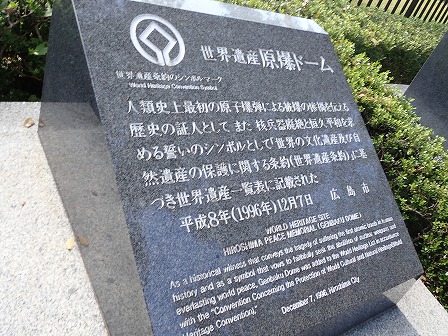 世界遺産 原爆ドーム
世界遺産条約のシンボルマーク
World Heritage Convention Symbol
人類史上最初の原子爆弾による被爆の惨禍を伝える
歴史の証人として、また核兵器廃絶と恒久平和を求
める誓いのシンボルとして「世界の文化遺産及び自
然遺産の保護に関する条約(世界遺産条約)」に基
づき世界遺産一覧表に記載された
平成8年(1996年)12月7日 広島市
WORLD HERITAGE SITE
HIROSHIMA PEACE MEMORIAL (GENBAKU DOME)
As a historical witness that conveys the tragedy of suffering the first atomic bomb in human
history and as a symbol that vows to faithfully seek the abolition of nuclear weapons and
everlasting world peace, Genbaku Dome was added to the World Heritage List in accordance
with the "Convention Concerning the Protection of World Cultural and Natural Heritage(World
Heritage Convention)."
December 7, 1996, Hiroshima City